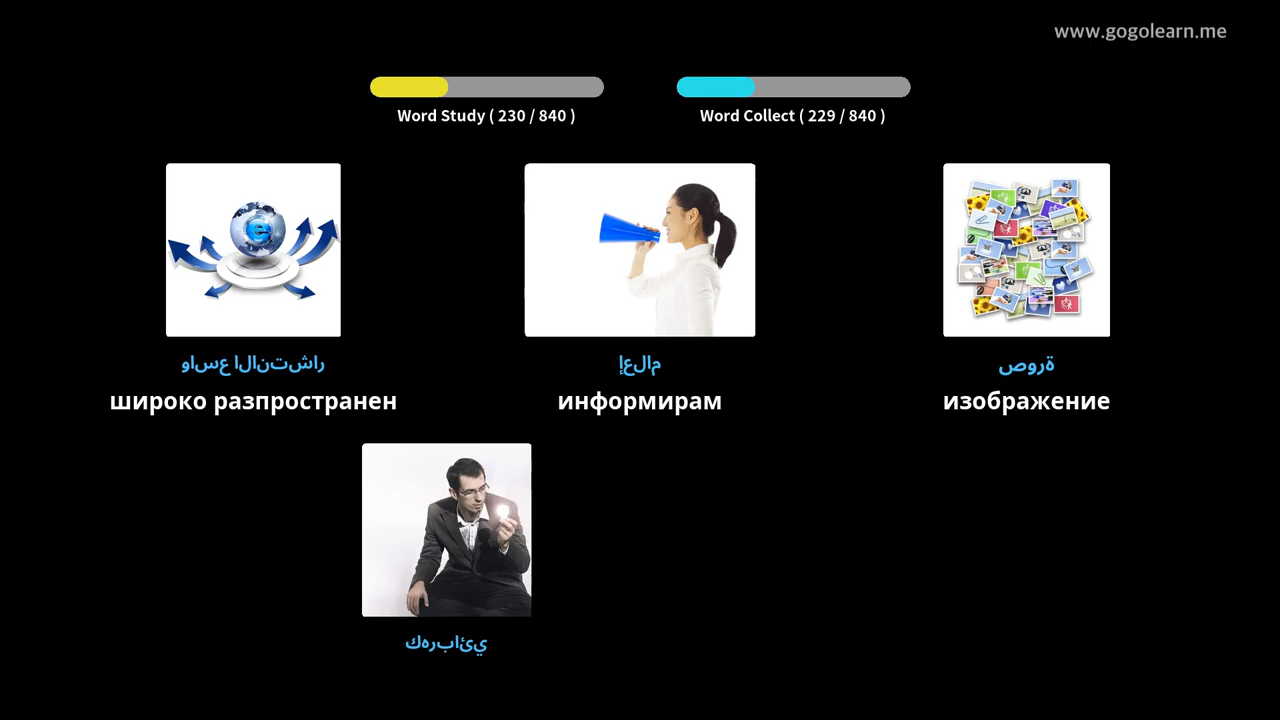 www.gogolearn.me
Word Study ( 230 / 840 )
Word Collect ( 229 / 840 )
واسع الانتشار
إعلام
صورة
широко разпространен
информирам
изображение
كهربائي